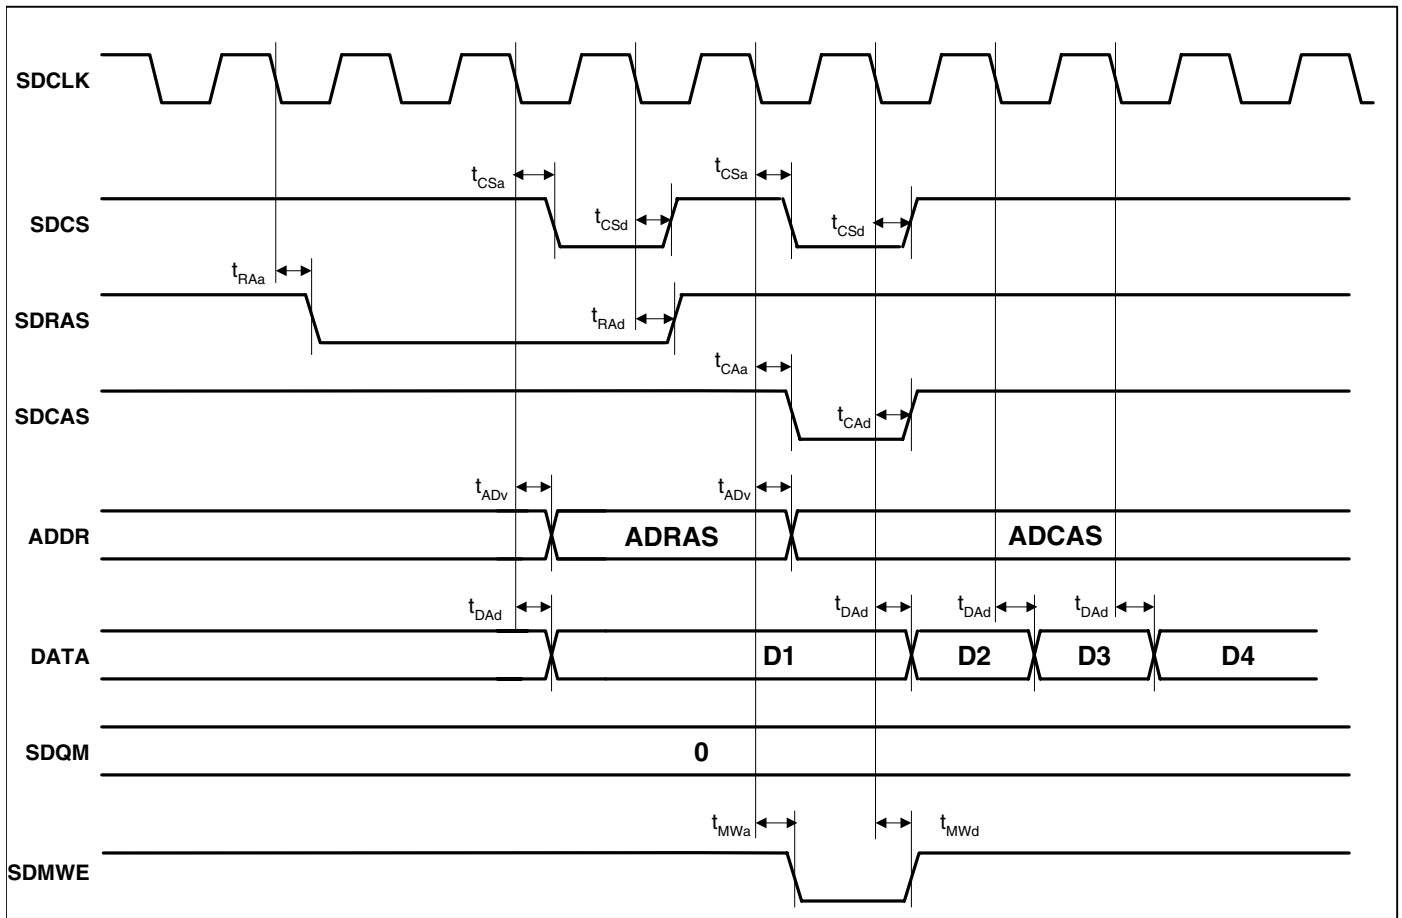 SDCLK
tCSa
tCSa
SDCS
tCSd
tCSd
tRAa
SDRAS
tRAd
tCAa
SDCAS
tCAd
tADv
tADv
ADDR
ADRAS
ADCAS
tDAd
tDAd
tDAd
tDAd
DATA
D1
D2
D3
D4
SDQM
0
tMWa
tMWd
SDMWE